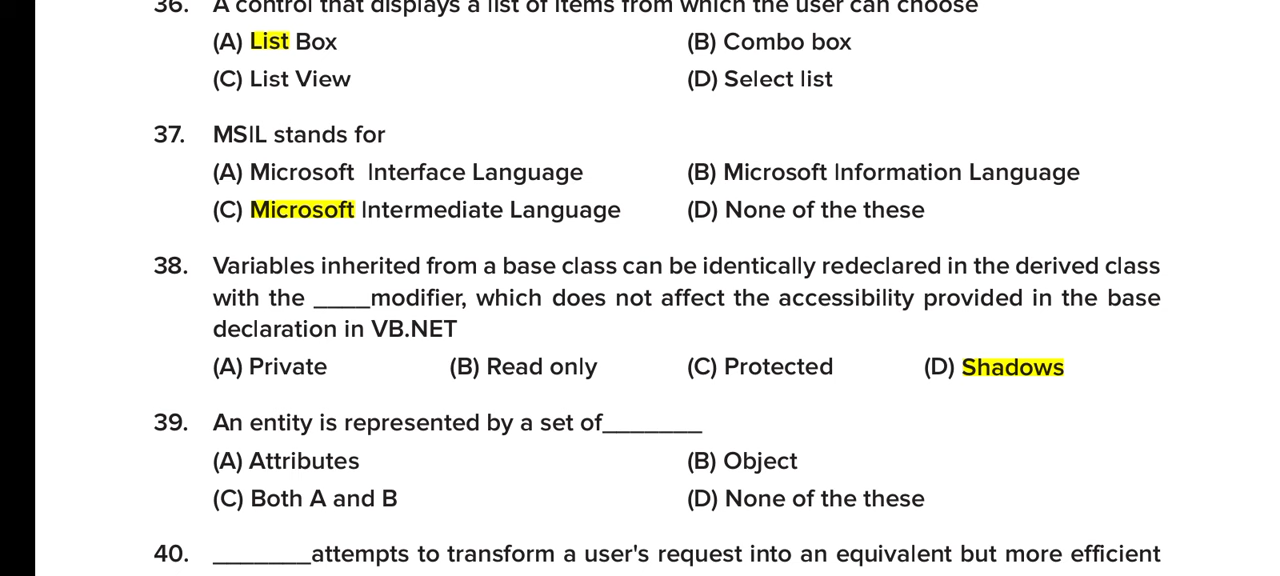 36. A control that displays a list of items from which the user can choose
(A) List Box (B) Combo box
(C) List View (D) Select list
37. MSIL stands for
(A) Microsoft Interface Language (B) Microsoft Information Language
(C) Microsoft Intermediate Language (D) None of the these
38. Variables inherited from a base class can be identically redeclared in the derived class
with the ____modifier, which does not affect the accessibility provided in the base
declaration in VB.NET
(A) Private (B) Read only (C) Protected (D) Shadows
39. An entity is represented by a set of_______
(A) Attributes (B) Object
(C) Both A and B (D) None of the these
40. _______attempts to transform a user's request into an equivalent but more efficient